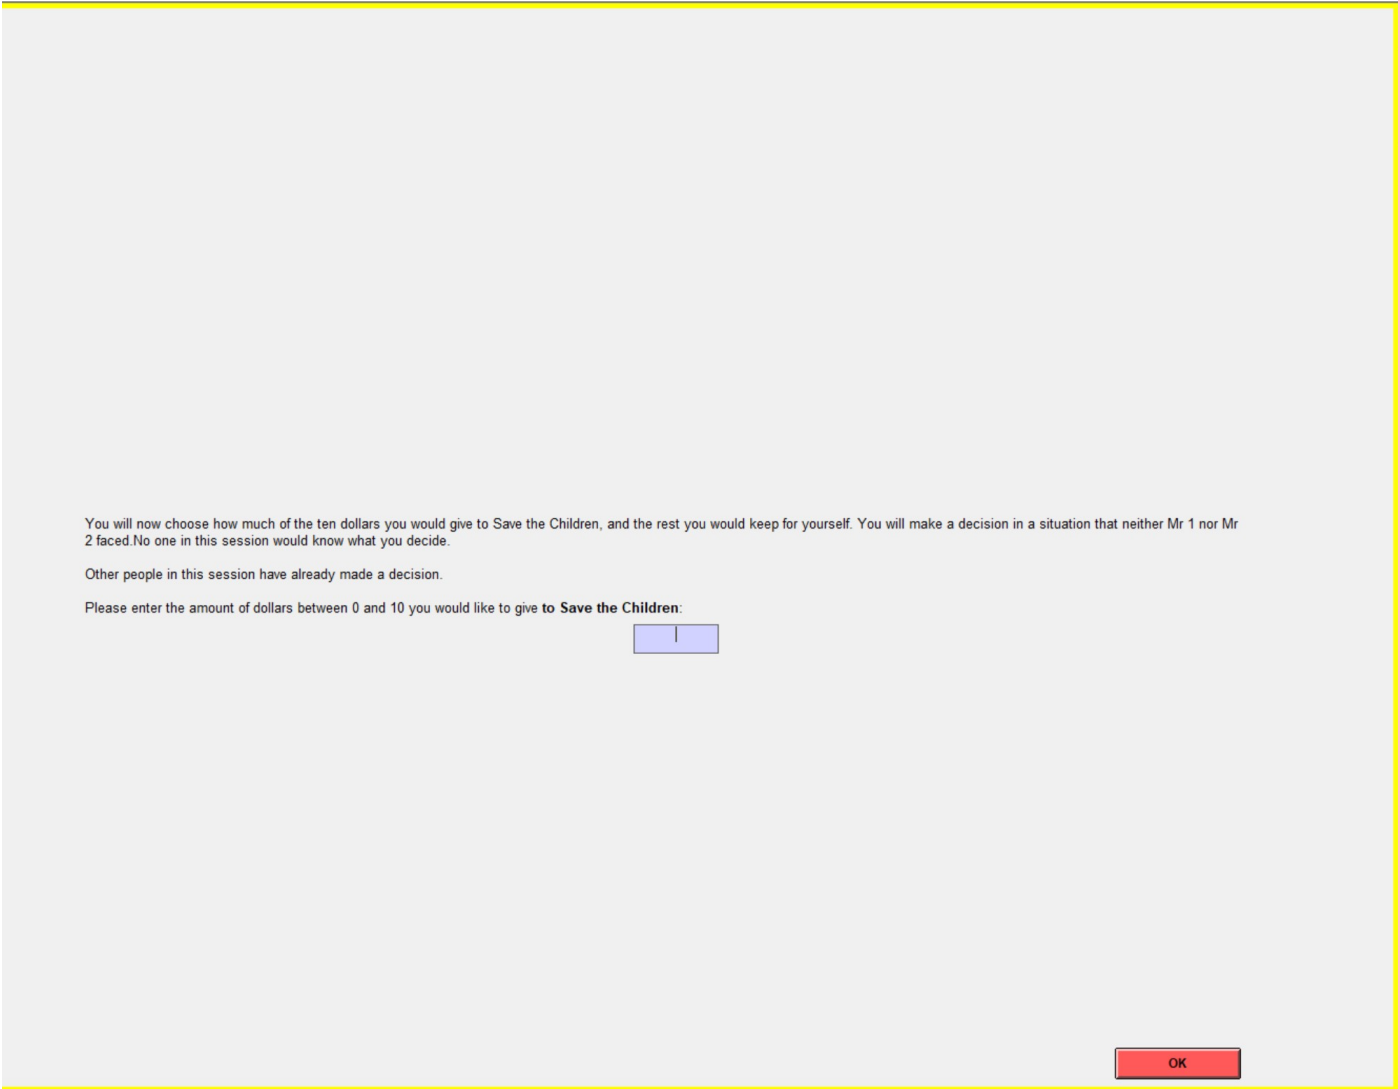 You will now choose how much of the ten dollars you would give to Save the Children, and the rest you would keep for yourself. You will make a decision in a situation that neither Mr 1 nor Mr
2 faced.No one in this session would know what you decide.
Other people in this session have already made a decision.
Please enter the amount of dollars between 0 and 10 you would like to give to Save the Children:
OK